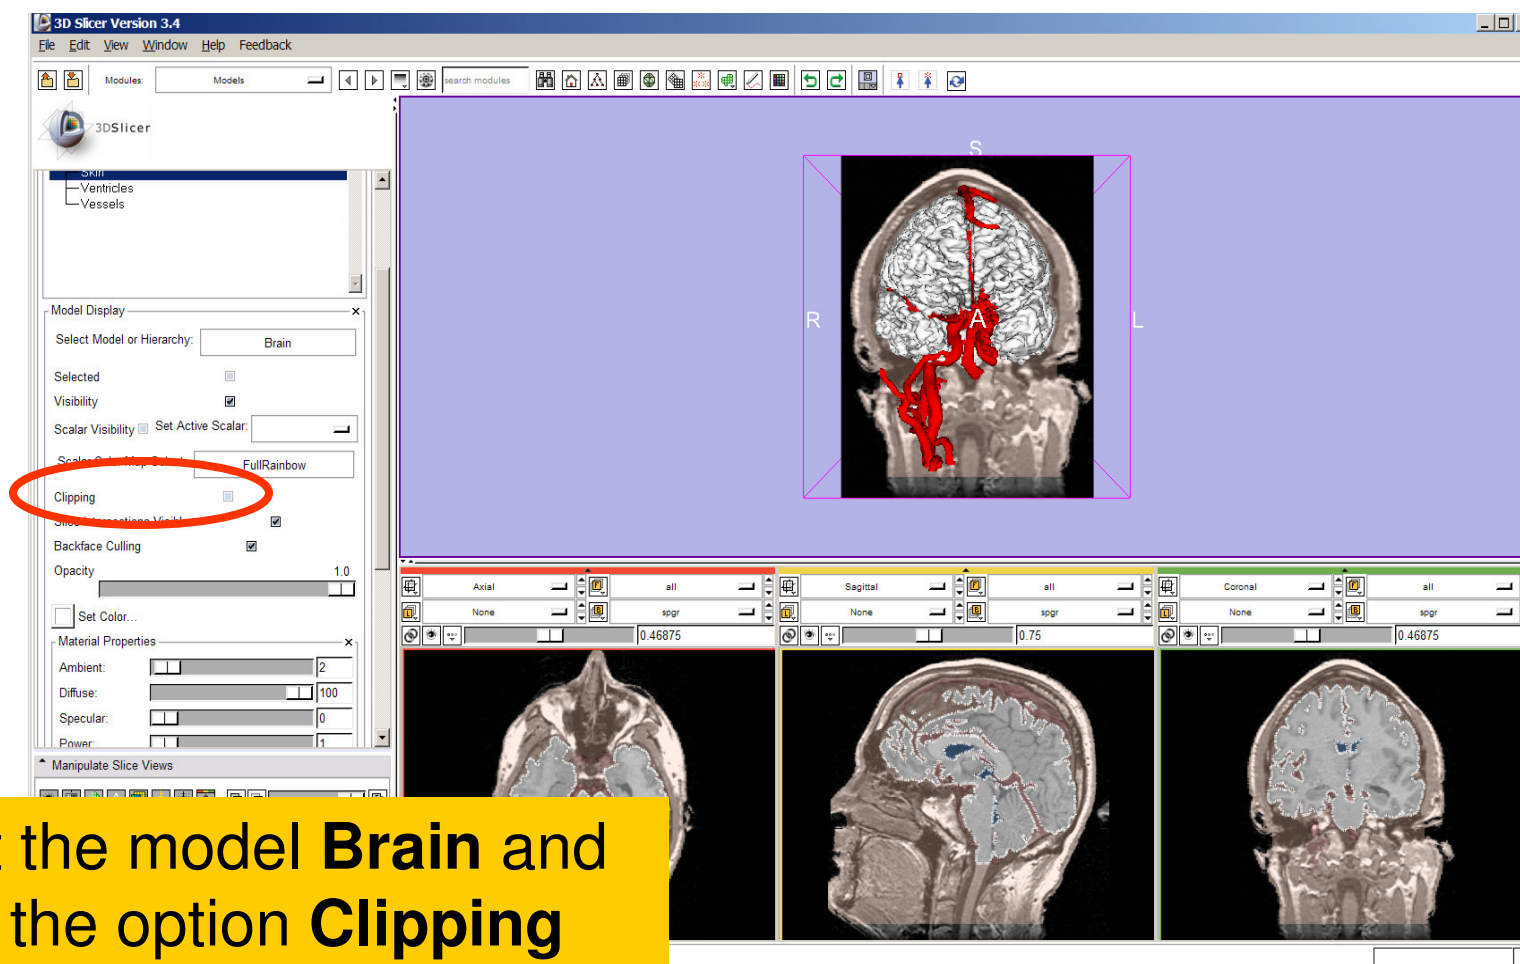 3D Slicer Version 3.4
File Edit View Window Help Feedback
Modules: Models search modules
3DSlicer
Skin
Ventricles
Vessels
Model Display
Select Model or Hierarchy: Brain
Selected
Visibility
Scalar Visibility Set Active Scalar:
FullRainbow
Clipping
Backface Culling
Opacity 1.0
Set Color...
Material Properties
Ambient: 2
Diffuse: 100
Specular: 0
Power: 1
Manipulate Slice Views
S
R A L
Axial all
None spgr
0.46875
Sagittal all
None spgr
0.75
Coronal all
None spgr
0.46875
the model Brain and
the option Clipping